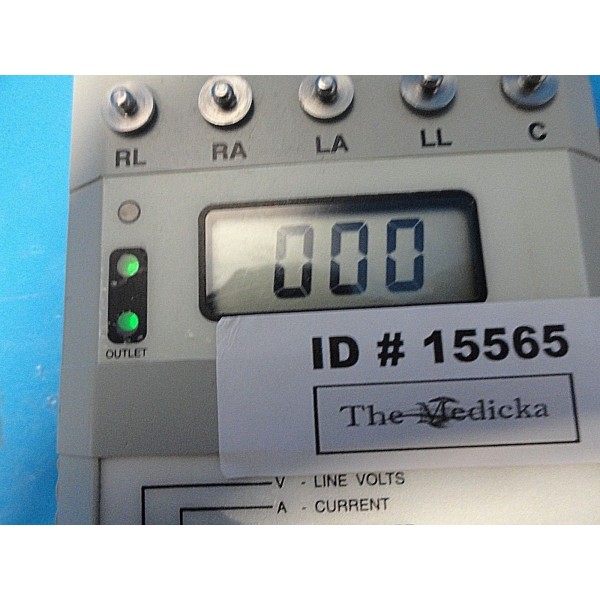 RL RA LA LL C
000
OUTLET
ID # 15565
The Medicka
V - LINE VOLTS
A - CURRENT